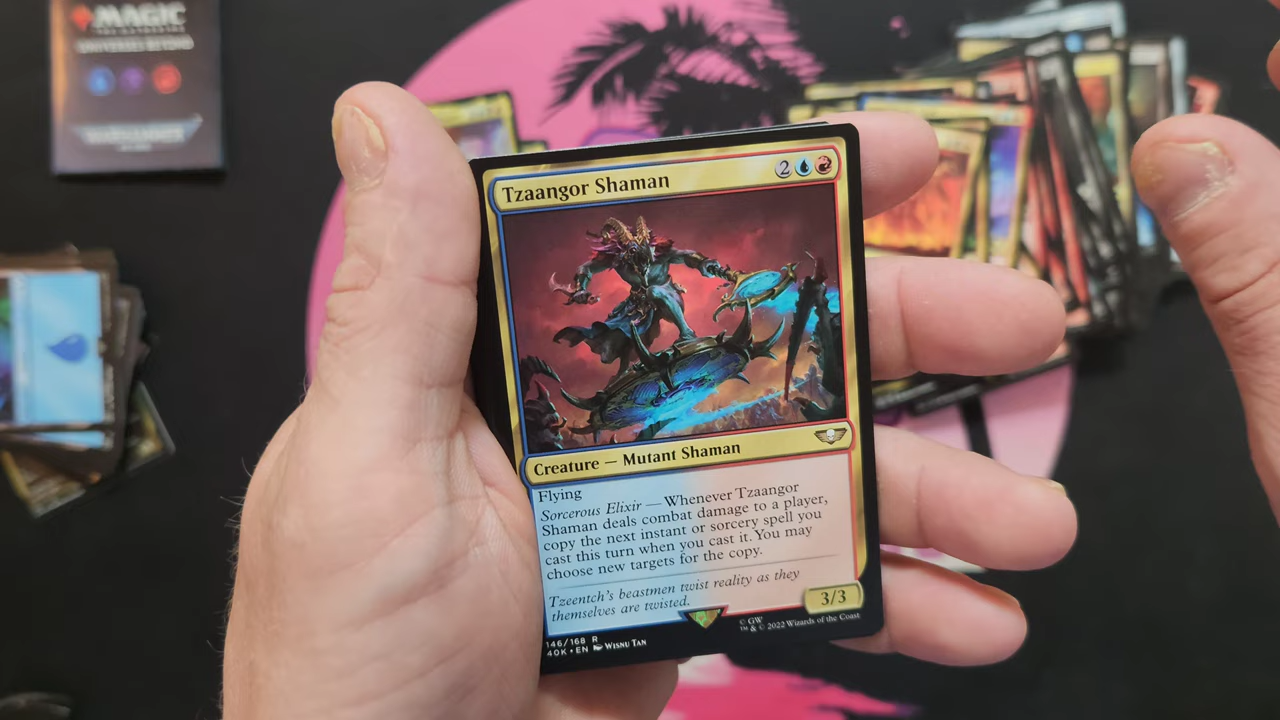 MAGIC
THE GATHERING
UNIVERSES BEYOND
Tzaangor Shaman
2
Creature — Mutant Shaman
Flying
Sorcerous Elixir — Whenever Tzaangor
Shaman deals combat damage to a player,
copy the next instant or sorcery spell you
cast this turn when you cast it. You may
choose new targets for the copy.
Tzeentch's beastmen twist reality as they
themselves are twisted.
3/3
146/168 R
40K • EN Wisnu Tan
© GW
™ & © 2022 Wizards of the Coast